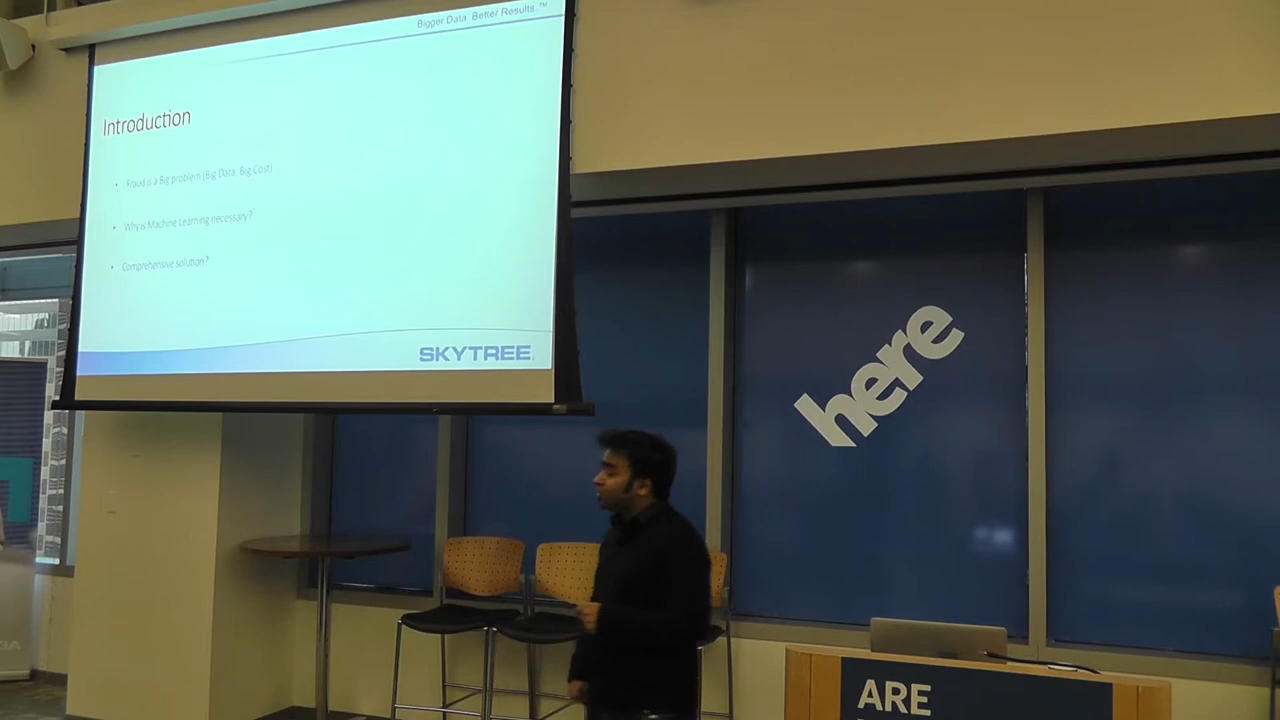 Bigger Data Better Results ™
Introduction
• Fraud is a Big problem (Big Data, Big Cost)
• Why is Machine Learning necessary?
• Comprehensive solution?
SKYTREE
here
ARE